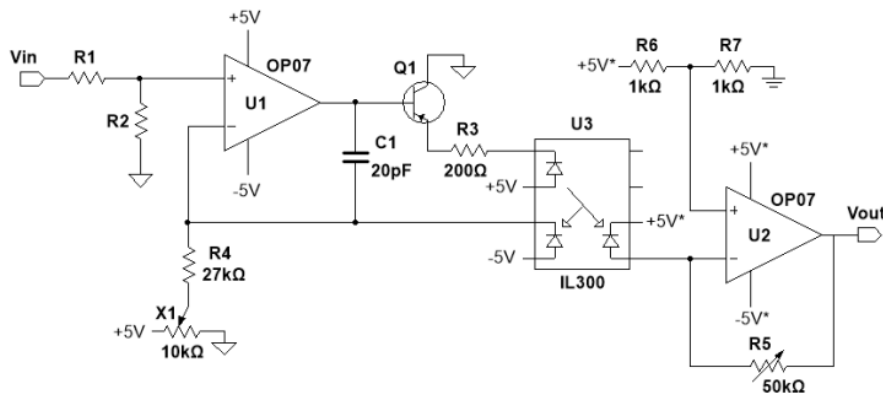 Vin
R1
R2
+5V
OP07
+
U1
−
-5V
Q1
C1
20pF
R3
200Ω
U3
+5V
-5V
+5V*
IL300
R4
27kΩ
X1
+5V
10kΩ
R6
+5V*
1kΩ
R7
1kΩ
+5V*
OP07
+
U2
−
-5V*
Vout
R5
50kΩ